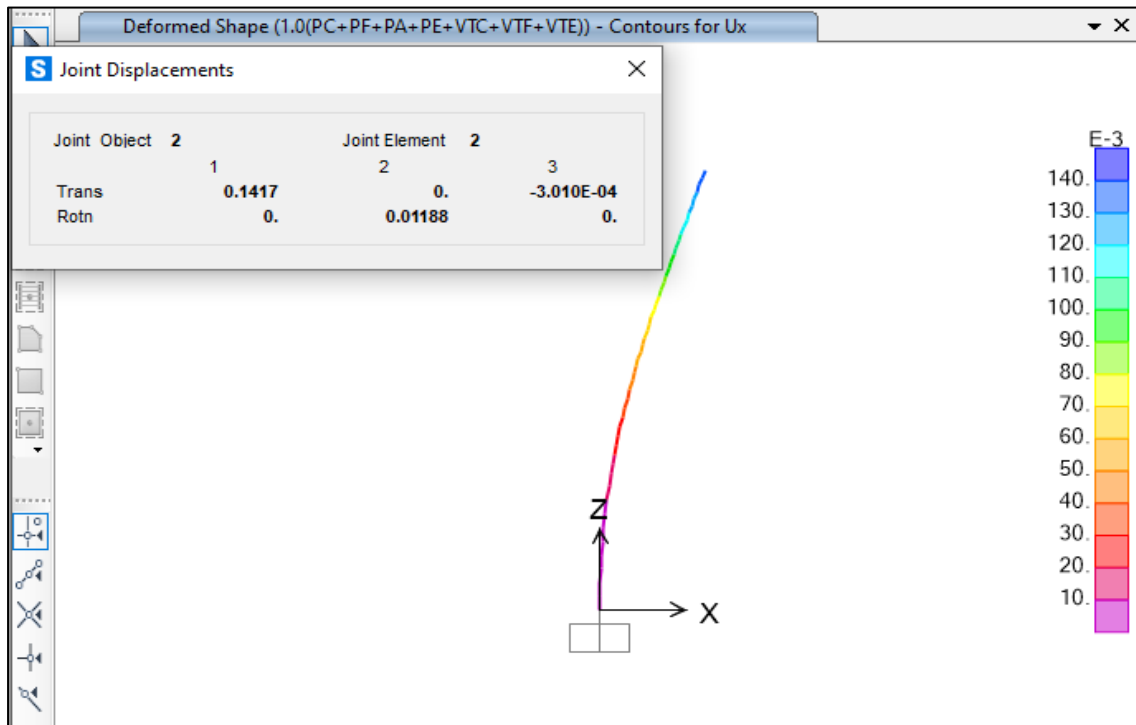 Deformed Shape (1.0(PC+PF+PA+PE+VTC+VTF+VTE)) - Contours for Ux
S Joint Displacements
Joint Object 2 Joint Element 2
1 2 3
Trans 0.1417 0. -3.010E-04
Rotn 0. 0.01188 0.
E-3
140.
130.
120.
110.
100.
90.
80.
70.
60.
50.
40.
30.
20.
10.
Z
X